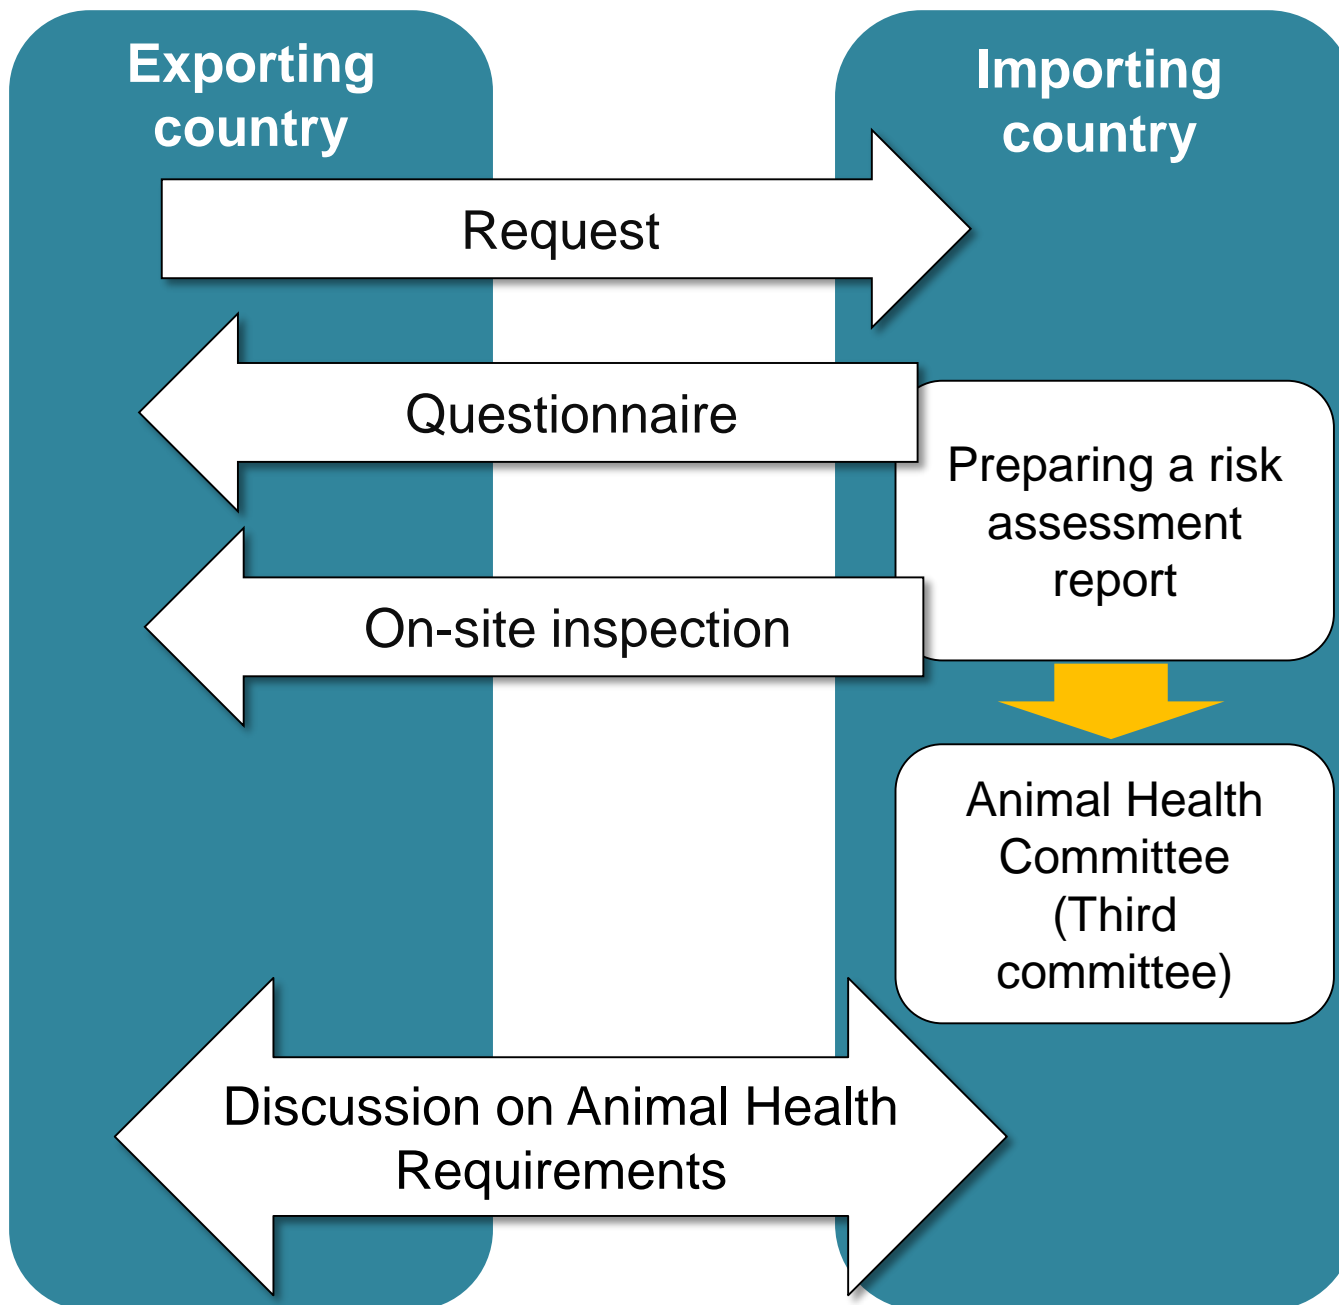 Exporting
country
Importing
country
Request
Questionnaire
Preparing a risk
assessment
report
On-site inspection
Animal Health
Committee
(Third
committee)
Discussion on Animal Health
Requirements